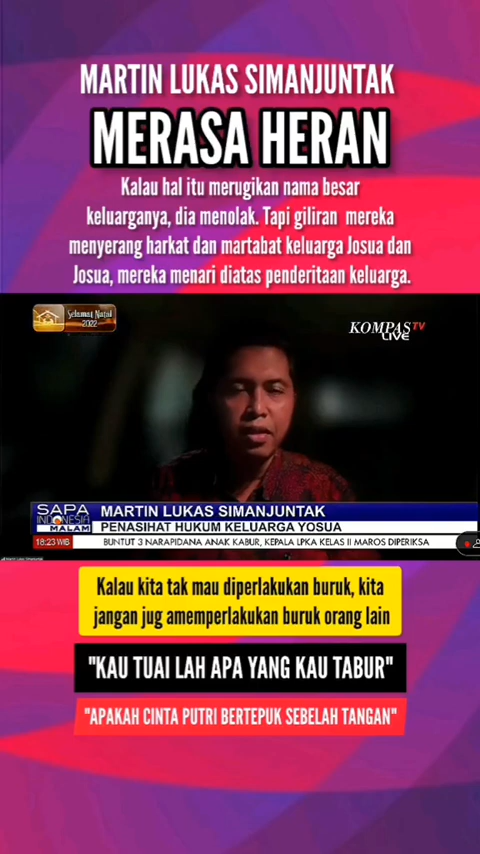 MARTIN LUKAS SIMANJUNTAK
MERASA HERAN
Kalau hal itu merugikan nama besar
keluarganya, dia menolak. Tapi giliran mereka
menyerang harkat dan martabat keluarga Josua dan
Josua, mereka menari diatas penderitaan keluarga.
Selamat Natal
2022
KOMPAS TV
LIVE
SAPA
INDONESIA
MALAM
MARTIN LUKAS SIMANJUNTAK
PENASIHAT HUKUM KELUARGA YOSUA
18:23 WIB
BUNTUT 3 NARAPIDANA ANAK KABUR, KEPALA LPKA KELAS II MAROS DIPERIKSA
Martin Lukas Simanjuntak
Kalau kita tak mau diperlakukan buruk, kita
jangan jug amemperlakukan buruk orang lain
"KAU TUAI LAH APA YANG KAU TABUR"
"APAKAH CINTA PUTRI BERTEPUK SEBELAH TANGAN"